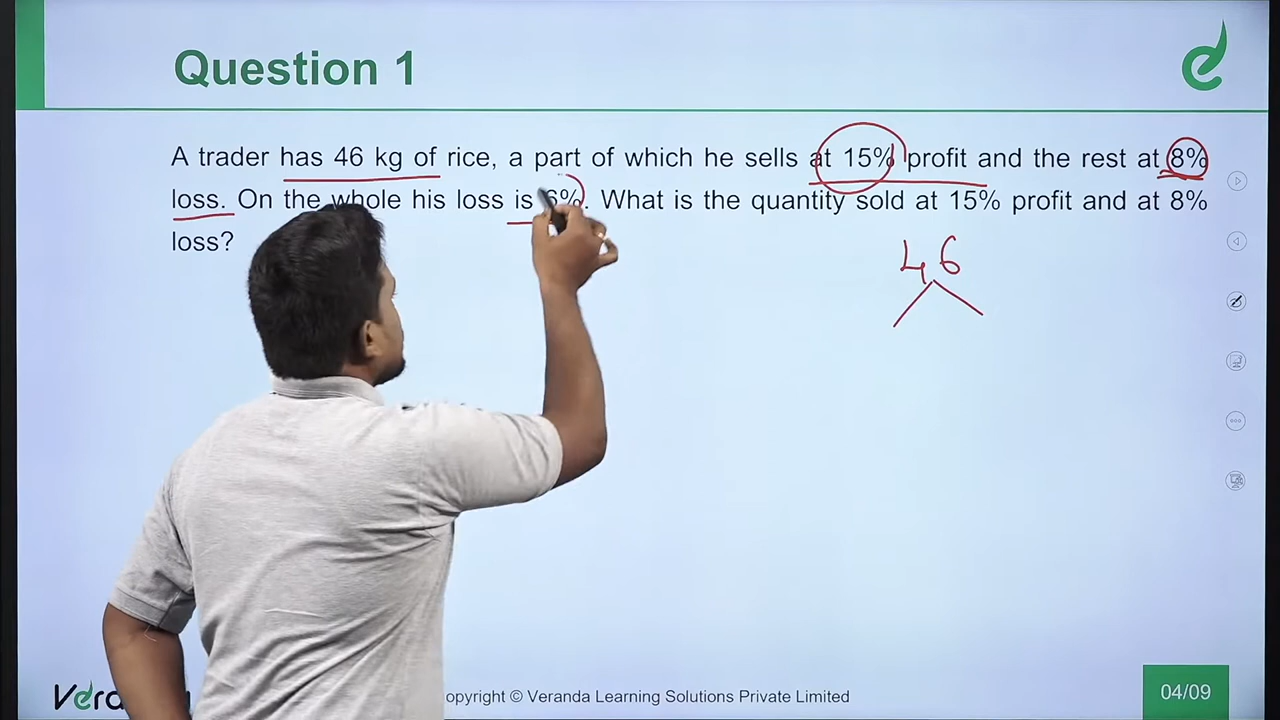 Question 1
A trader has 46 kg of rice, a part of which he sells at 15% profit and the rest at 8%
loss. On the whole his loss is 6%. What is the quantity sold at 15% profit and at 8%
loss?
46
opyright © Veranda Learning Solutions Private Limited
04/09